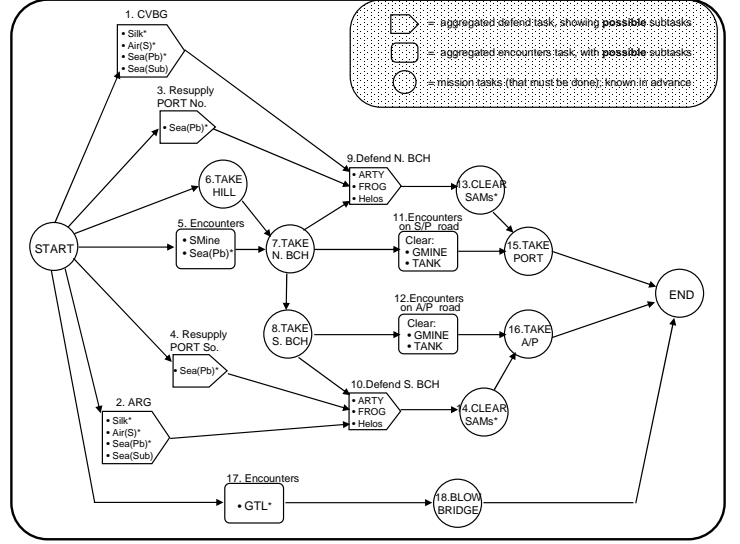 1. CVBG
• Silk*
• Air(S)*
• Sea(Pb)*
• Sea(Sub)
= aggregated defend task, showing possible subtasks
= aggregated encounters task, with possible subtasks
= mission tasks (that must be done); known in advance
3. Resupply
PORT No.
• Sea(Pb)*
9.Defend N. BCH
• ARTY
• FROG
• Helos
6.TAKE
HILL
13.CLEAR
SAMs*
5. Encounters
• SMine
• Sea(Pb)*
11.Encounters
on S/P road
Clear:
• GMINE
• TANK
START
7.TAKE
N. BCH
15.TAKE
PORT
END
12.Encounters
on A/P road
Clear:
• GMINE
• TANK
8.TAKE
S. BCH
16.TAKE
A/P
4. Resupply
PORT So.
• Sea(Pb)*
10.Defend S. BCH
• ARTY
• FROG
• Helos
14.CLEAR
SAMs*
2. ARG
• Silk*
• Air(S)*
• Sea(Pb)*
• Sea(Sub)
17. Encounters
• GTL*
18.BLOW
BRIDGE